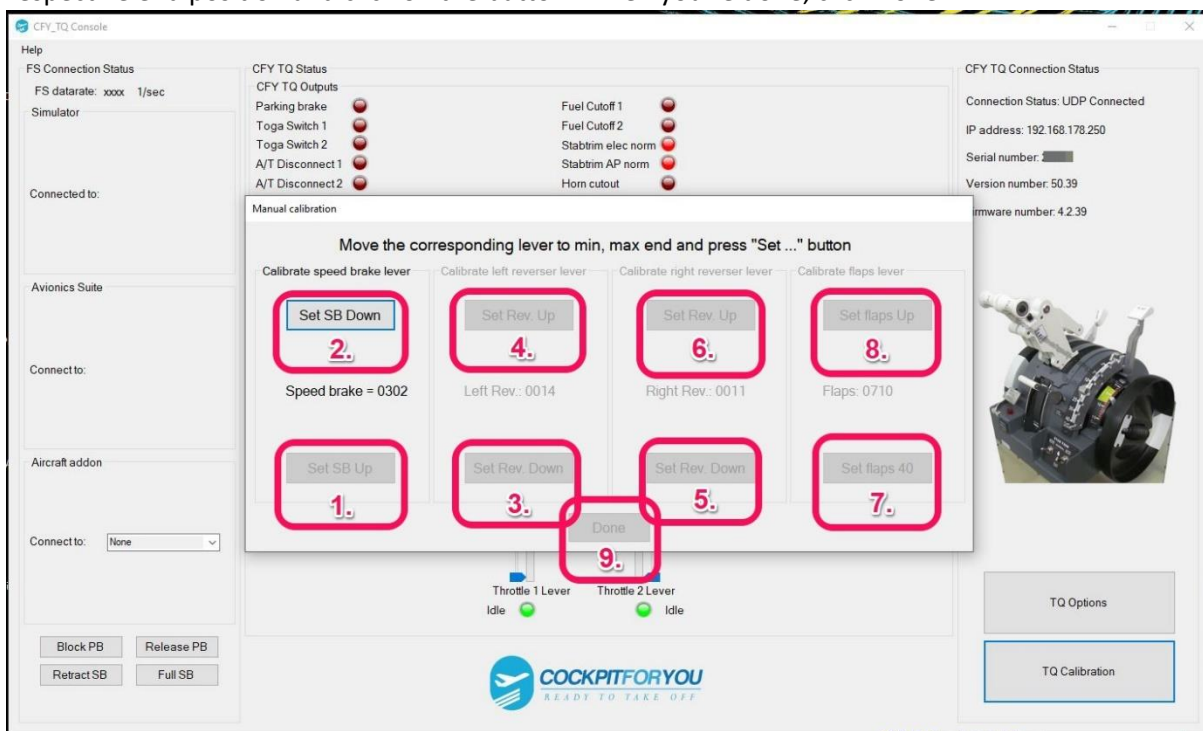 CFY_TQ Console
Help
FS Connection Status
FS datarate: xxxx 1/sec
Simulator
Connected to:
Avionics Suite
Connect to:
Aircraft addon
Connect to: None
Block PB Release PB
Retract SB Full SB
CFY TQ Status
CFY TQ Outputs
Parking brake Fuel Cutoff 1
Toga Switch 1 Fuel Cutoff 2
Toga Switch 2 Stabtrim elec norm
A/T Disconnect 1 Stabtrim AP norm
A/T Disconnect 2 Horn cutout
Manual calibration
Move the corresponding lever to min, max end and press "Set ..." button
Calibrate speed brake lever Calibrate left reverser lever Calibrate right reverser lever Calibrate flaps lever
Set SB Down Set Rev. Up Set Rev. Up Set flaps Up
2. 4. 6. 8.
Speed brake = 0302 Left Rev.: 0014 Right Rev.: 0011 Flaps: 0710
Set SB Up Set Rev. Down Set Rev. Down Set flaps 40
1. 3. 5. 7.
Done
9.
Throttle 1 Lever Throttle 2 Lever
Idle Idle
COCKPITFORYOU
READY TO TAKE OFF
CFY TQ Connection Status
Connection Status: UDP Connected
IP address: 192.168.178.250
Serial number:
Version number: 50.39
irmware number: 4.2.39
TQ Options
TQ Calibration